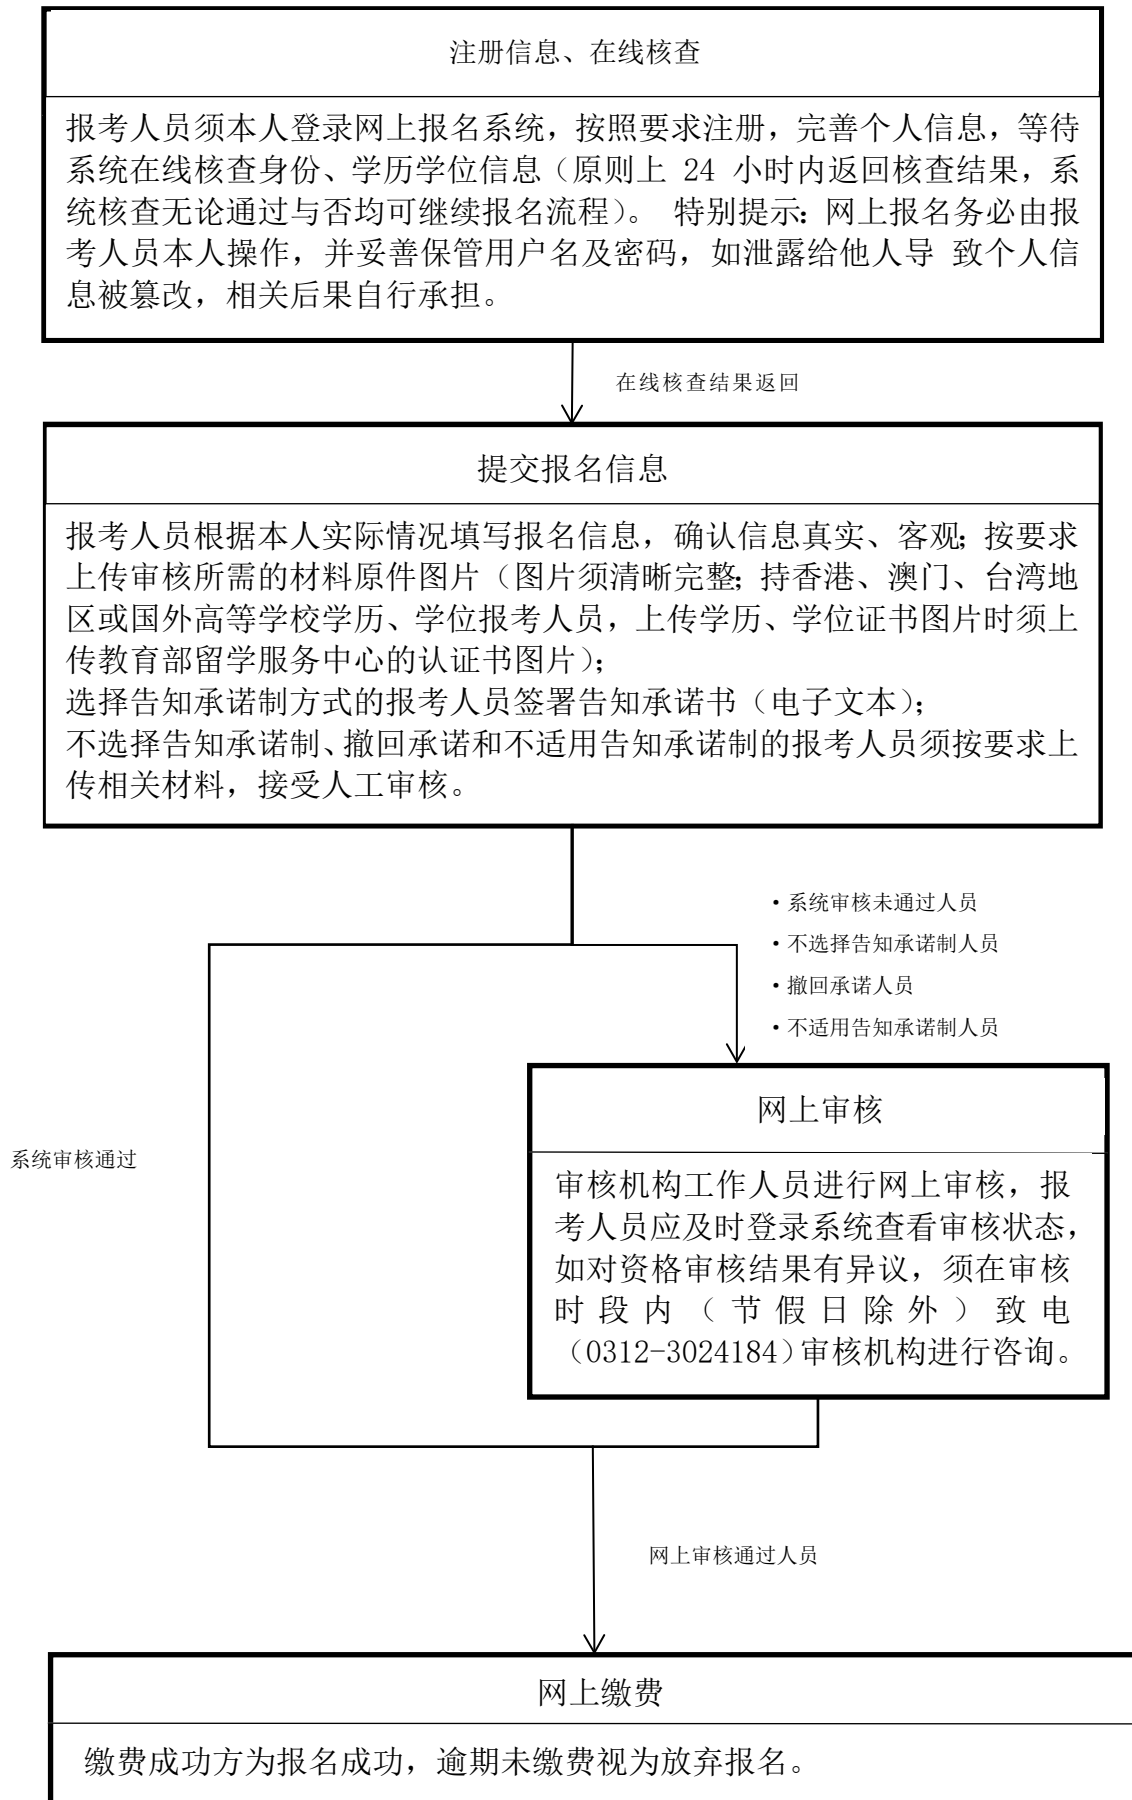 注册信息、在线核查
报考人员须本人登录网上报名系统，按照要求注册，完善个人信息，等待
系统在线核查身份、学历学位信息（原则上 24 小时内返回核查结果，系
统核查无论通过与否均可继续报名流程）。 特别提示：网上报名务必由报
考人员本人操作，并妥善保管用户名及密码，如泄露给他人导 致个人信
息被篡改，相关后果自行承担。
在线核查结果返回
提交报名信息
报考人员根据本人实际情况填写报名信息，确认信息真实、客观；按要求
上传审核所需的材料原件图片（图片须清晰完整；持香港、澳门、台湾地
区或国外高等学校学历、学位报考人员，上传学历、学位证书图片时须上
传教育部留学服务中心的认证书图片）；
选择告知承诺制方式的报考人员签署告知承诺书（电子文本）；
不选择告知承诺制、撤回承诺和不适用告知承诺制的报考人员须按要求上
传相关材料，接受人工审核。
·系统审核未通过人员
·不选择告知承诺制人员
·撤回承诺人员
·不适用告知承诺制人员
系统审核通过
网上审核
审核机构工作人员进行网上审核，报
考人员应及时登录系统查看审核状态，
如对资格审核结果有异议，须在审核
时段内（节假日除外）致电
（0312-3024184）审核机构进行咨询。
网上审核通过人员
网上缴费
缴费成功方为报名成功，逾期未缴费视为放弃报名。